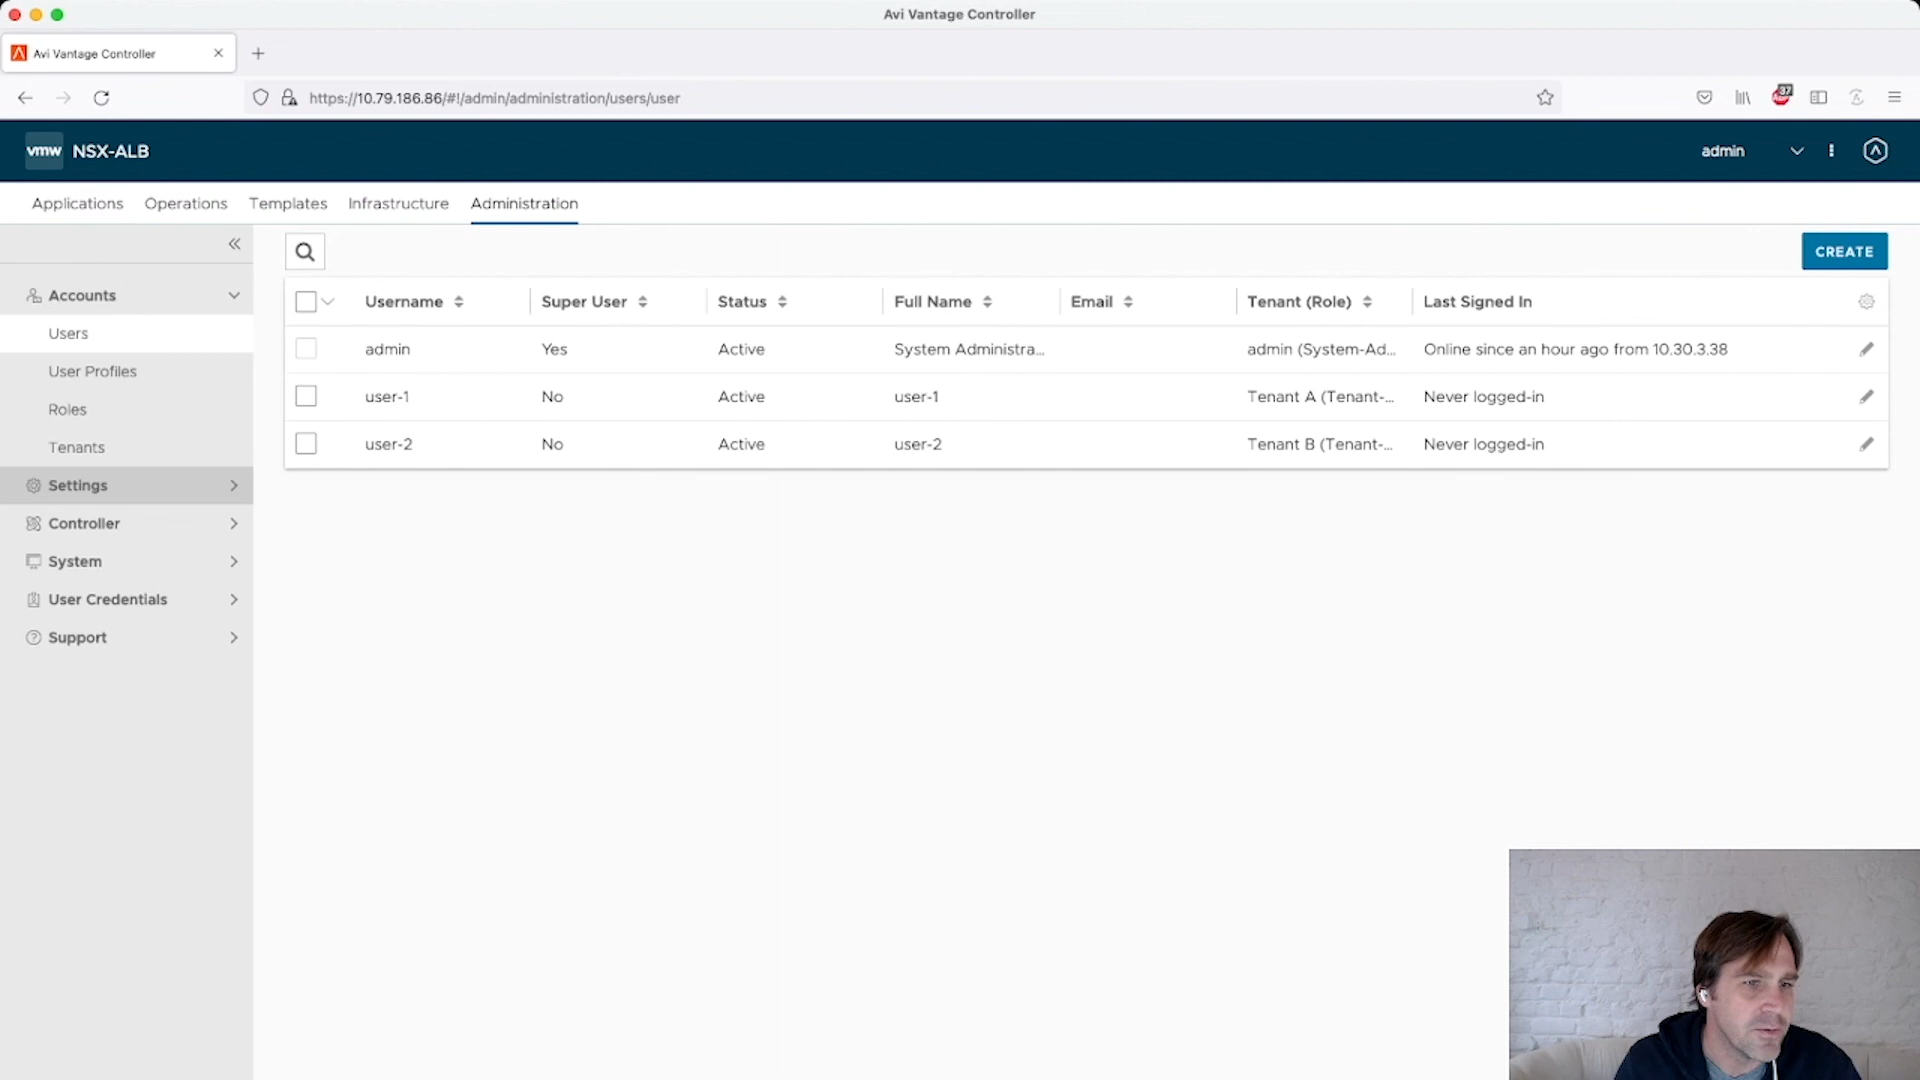 Avi Vantage Controller
Avi Vantage Controller
https://10.79.186.86/#!/admin/administration/users/user
37
vmw NSX-ALB
admin
Applications Operations Templates Infrastructure Administration
CREATE
Accounts
Users
User Profiles
Roles
Tenants
Settings
Controller
System
User Credentials
Support
Username Super User Status Full Name Email Tenant (Role) Last Signed In
admin Yes Active System Administra... admin (System-Ad... Online since an hour ago from 10.30.3.38
user-1 No Active user-1 Tenant A (Tenant-... Never logged-in
user-2 No Active user-2 Tenant B (Tenant-... Never logged-in